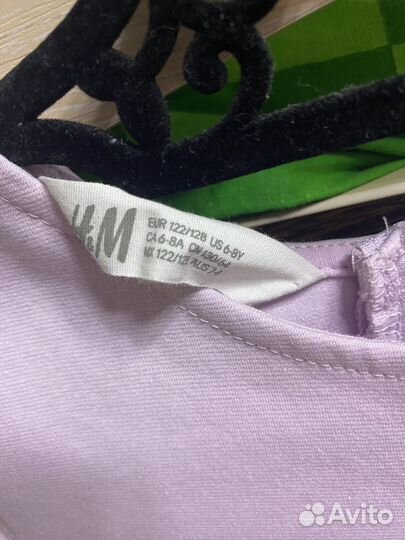 H&M
EUR 122/128 US 6-8Y
CA 6-8A CN 130/64
MX 122/128 AUS 7+
Avito